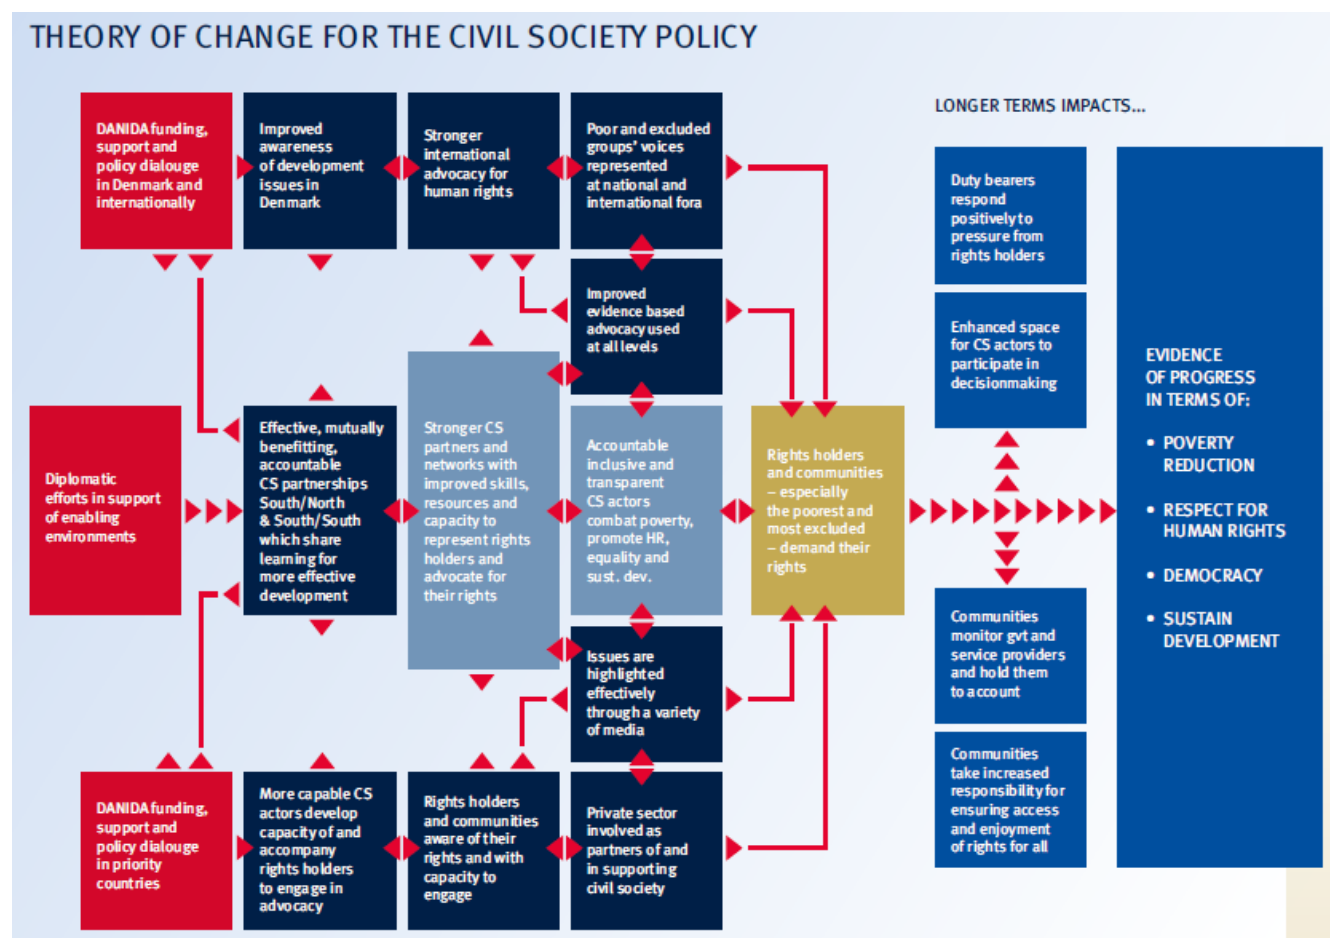 THEORY OF CHANGE FOR THE CIVIL SOCIETY POLICY
DANIDA funding,
support and
policy dialouge
in Denmark and
internationally
Improved
awareness
of development
issues in
Denmark
Stronger
international
advocacy for
human rights
Poor and excluded
groups' voices
represented
at national and
international fora
Improved
evidence based
advocacy used
at all levels
Diplomatic
efforts in support
of enabling
environments
Effective, mutually
benefitting,
accountable
CS partnerships
South/North
& South/South
which share
learning for
more effective
development
Stronger CS
partners and
networks with
improved skills,
resources and
capacity to
represent rights
holders and
advocate for
their rights
Accountable
inclusive and
transparent
CS actors
combat poverty,
promote HR,
equality and
sust. dev.
Rights holders
and communities
– especially
the poorest and
most excluded
– demand their
rights
Issues are
highlighted
effectively
through a variety
of media
DANIDA funding,
support and
policy dialouge
in priority
countries
More capable CS
actors develop
capacity of and
accompany
rights holders
to engage in
advocacy
Rights holders
and communities
aware of their
rights and with
capacity to
engage
Private sector
involved as
partners of and
in supporting
civil society
LONGER TERMS IMPACTS...
Duty bearers
respond
positively to
pressure from
rights holders
Enhanced space
for CS actors to
participate in
decisionmaking
Communities
monitor gvt and
service providers
and hold them
to account
Communities
take increased
responsibility for
ensuring access
and enjoyment
of rights for all
EVIDENCE
OF PROGRESS
IN TERMS OF:
• POVERTY
REDUCTION
• RESPECT FOR
HUMAN RIGHTS
• DEMOCRACY
• SUSTAIN
DEVELOPMENT